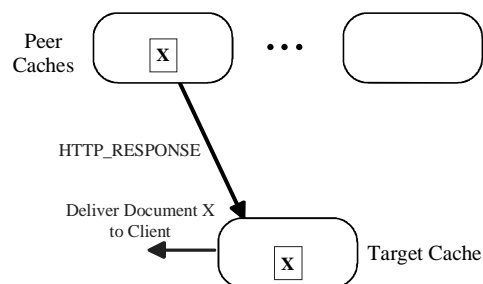 Peer
Caches
X
...
HTTP_RESPONSE
Deliver Document X
to Client
Target Cache
X